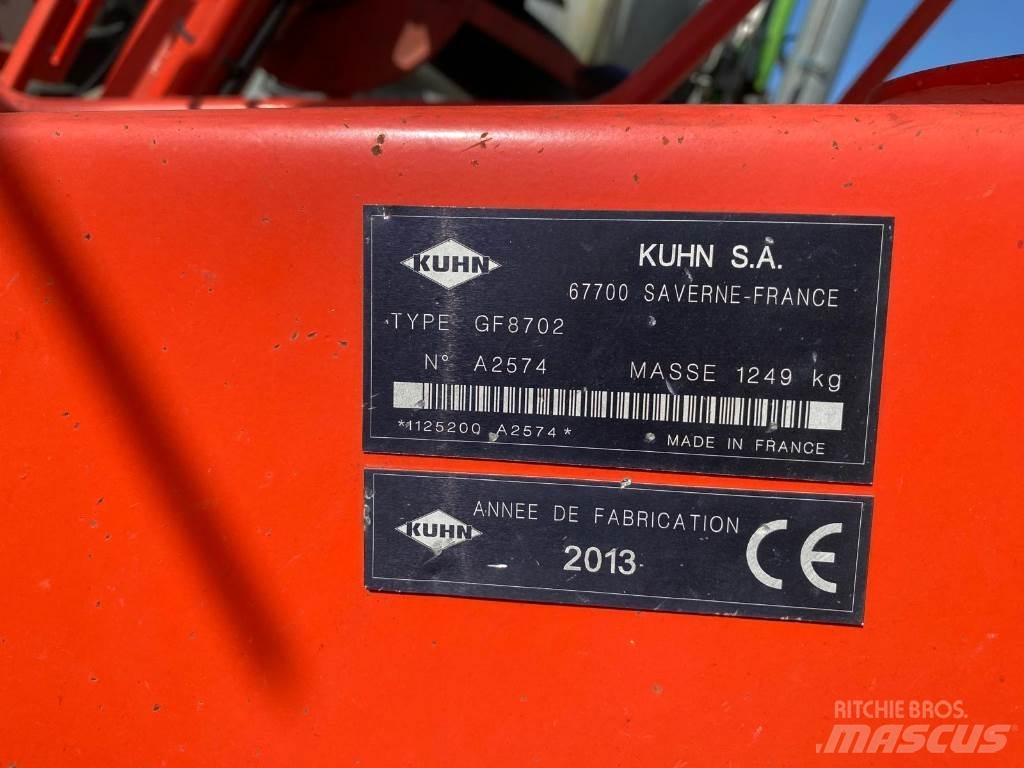 KUHN
KUHN S.A.
67700 SAVERNE-FRANCE
TYPE GF8702
N° A2574 MASSE 1249 kg
*1125200 A2574*
MADE IN FRANCE
KUHN
ANNEE DE FABRICATION
2013
CE
RITCHIE BROS.
MASCUS